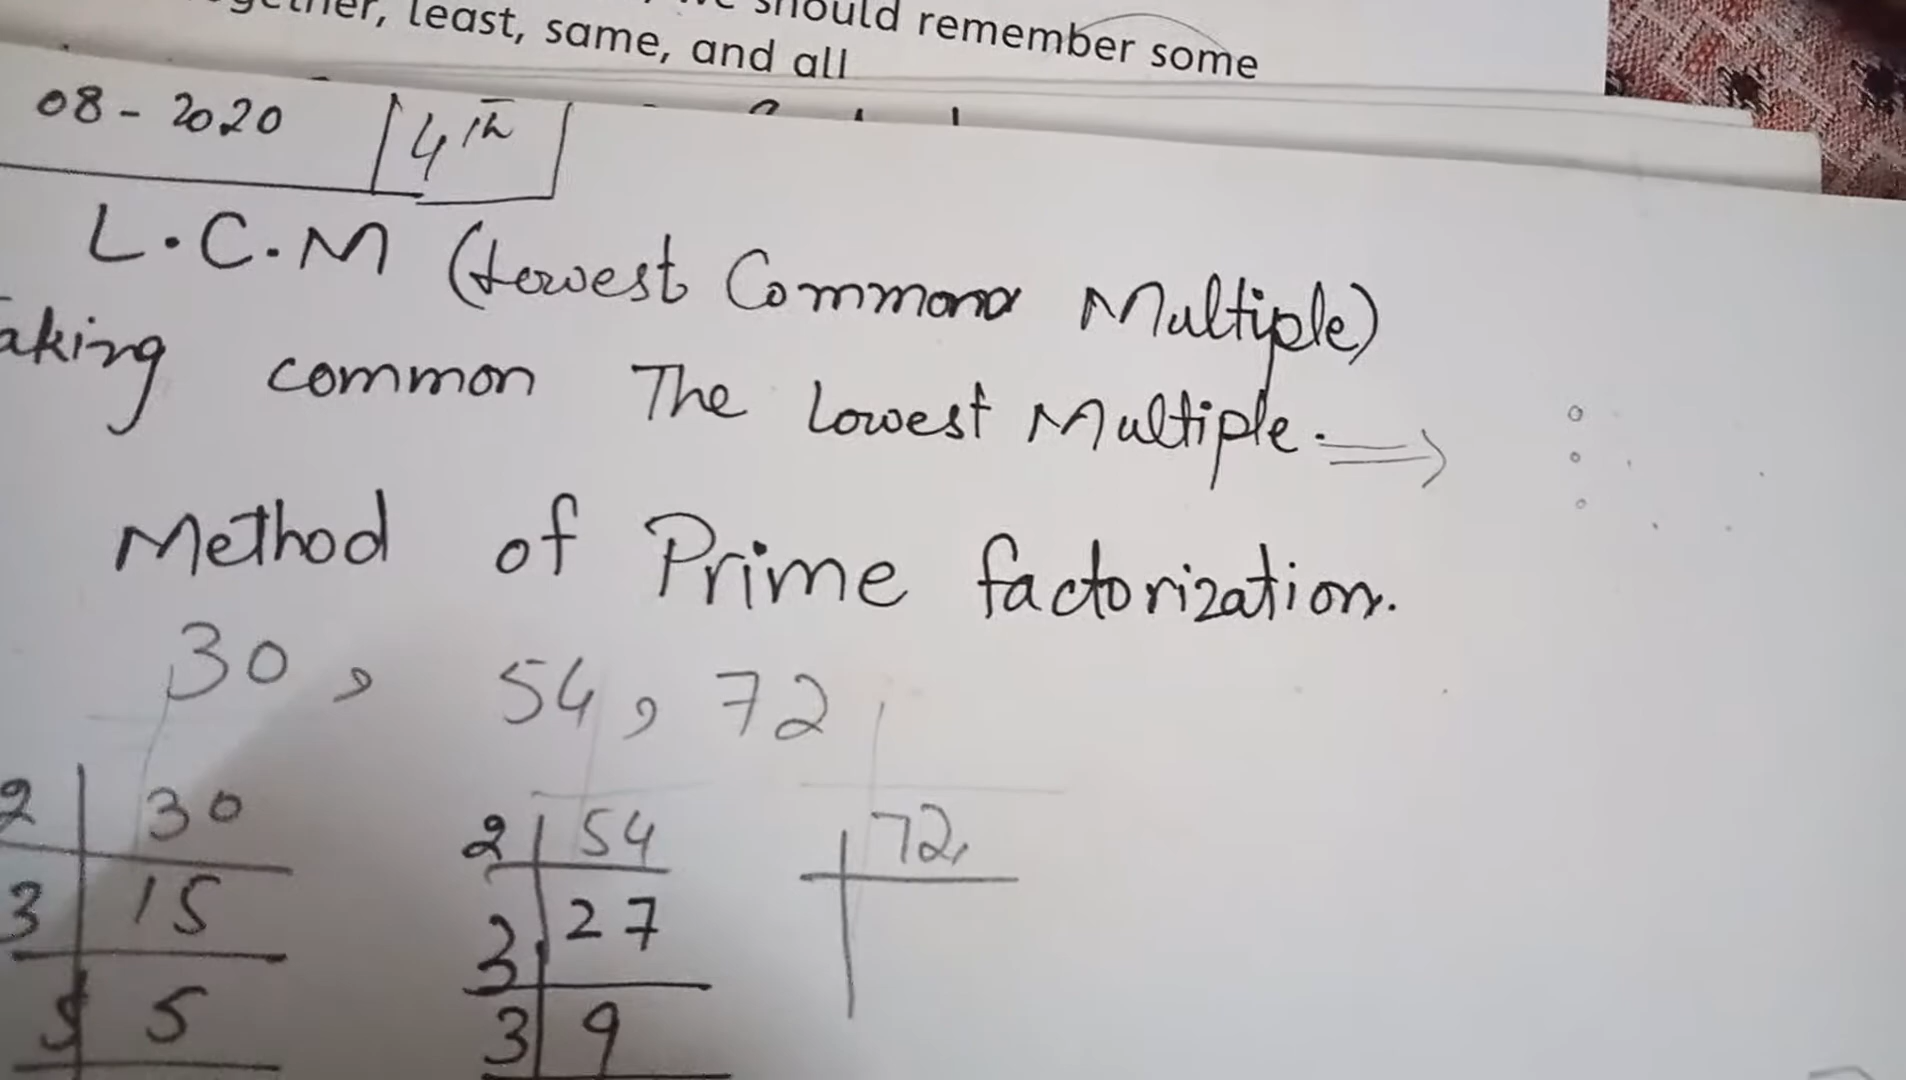 should remember some
least, same, and all
08-2020 4th
L.C.M (Lowest Common Multiple)
aking common The Lowest Multiple. ⇒
Method of Prime factorization.
30, 54, 72
2 30 2 54 72
3 15 3 27
5 5 3 9